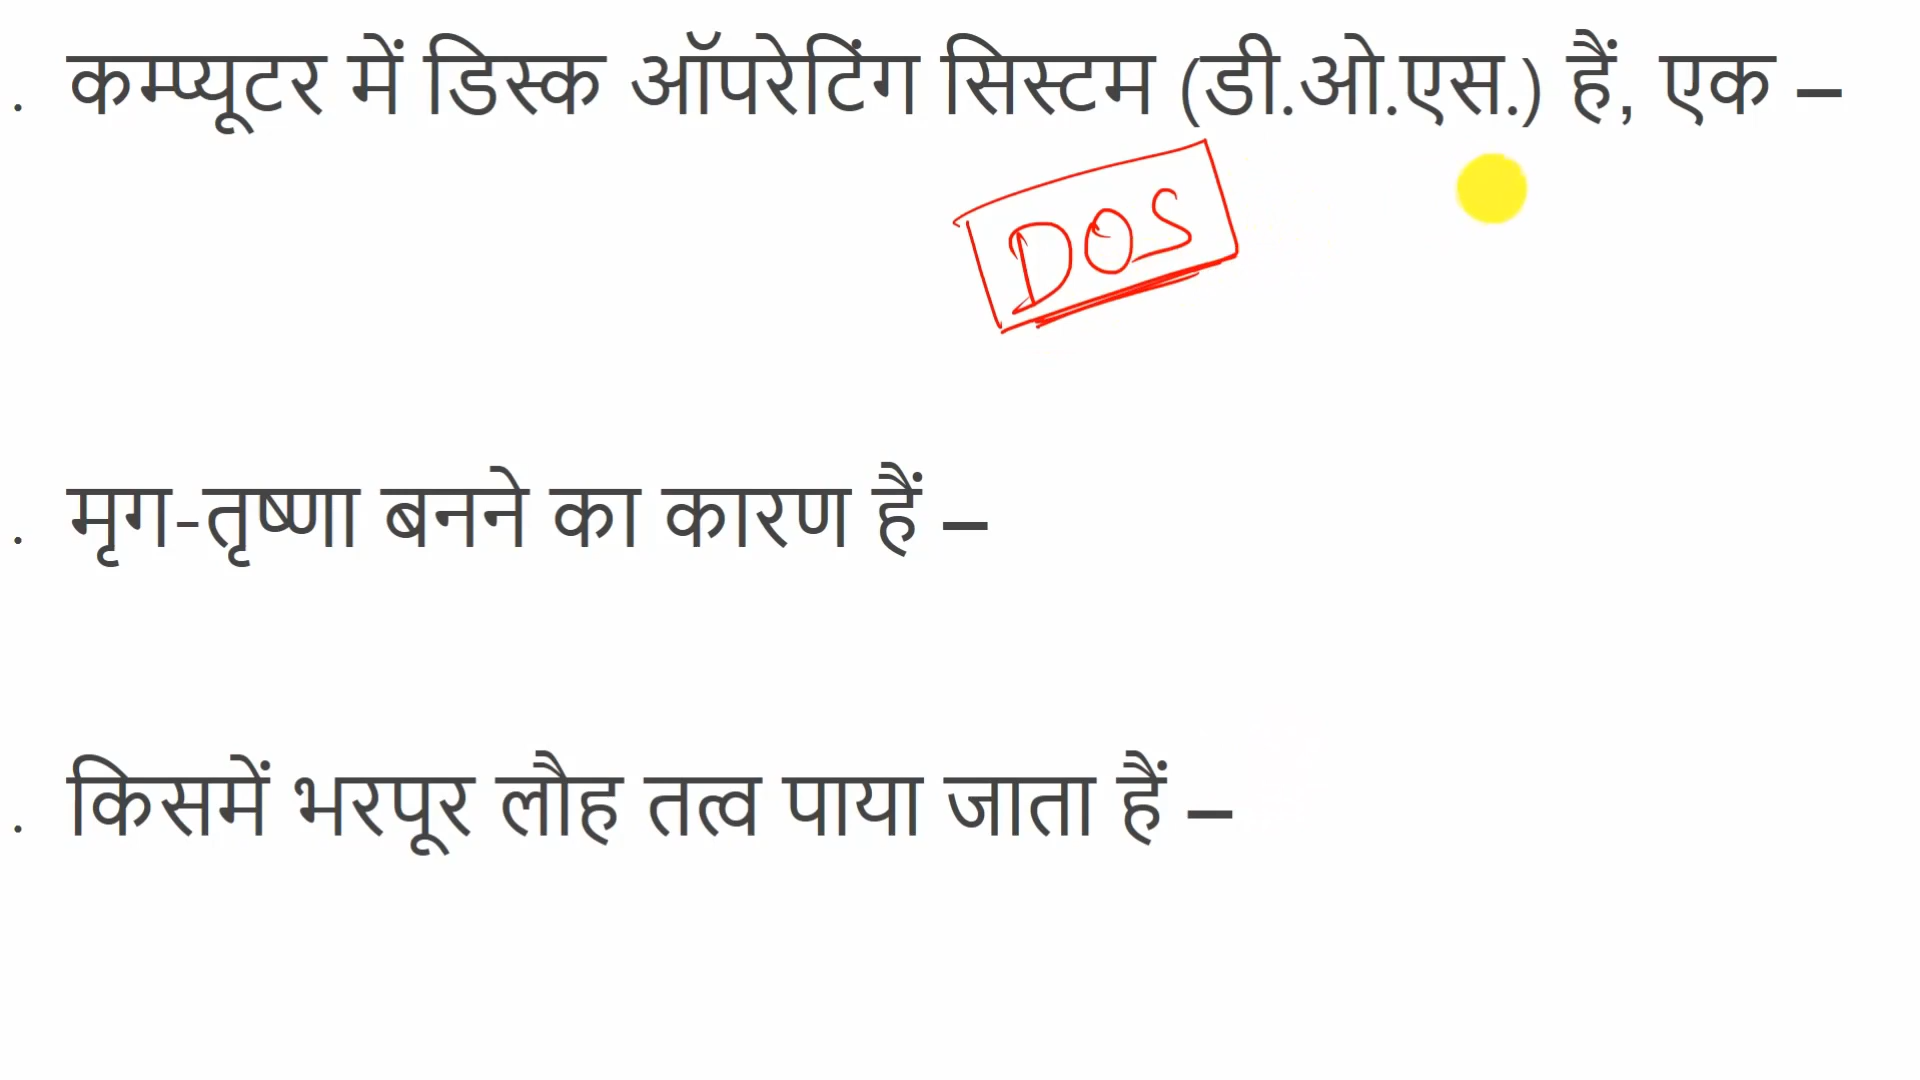 . कम्प्यूटर में डिस्क ऑपरेटिंग सिस्टम (डी.ओ.एस.) हैं, एक –
DOS
. मृग-तृष्णा बनने का कारण हैं –
. किसमें भरपूर लौह तत्व पाया जाता हैं –